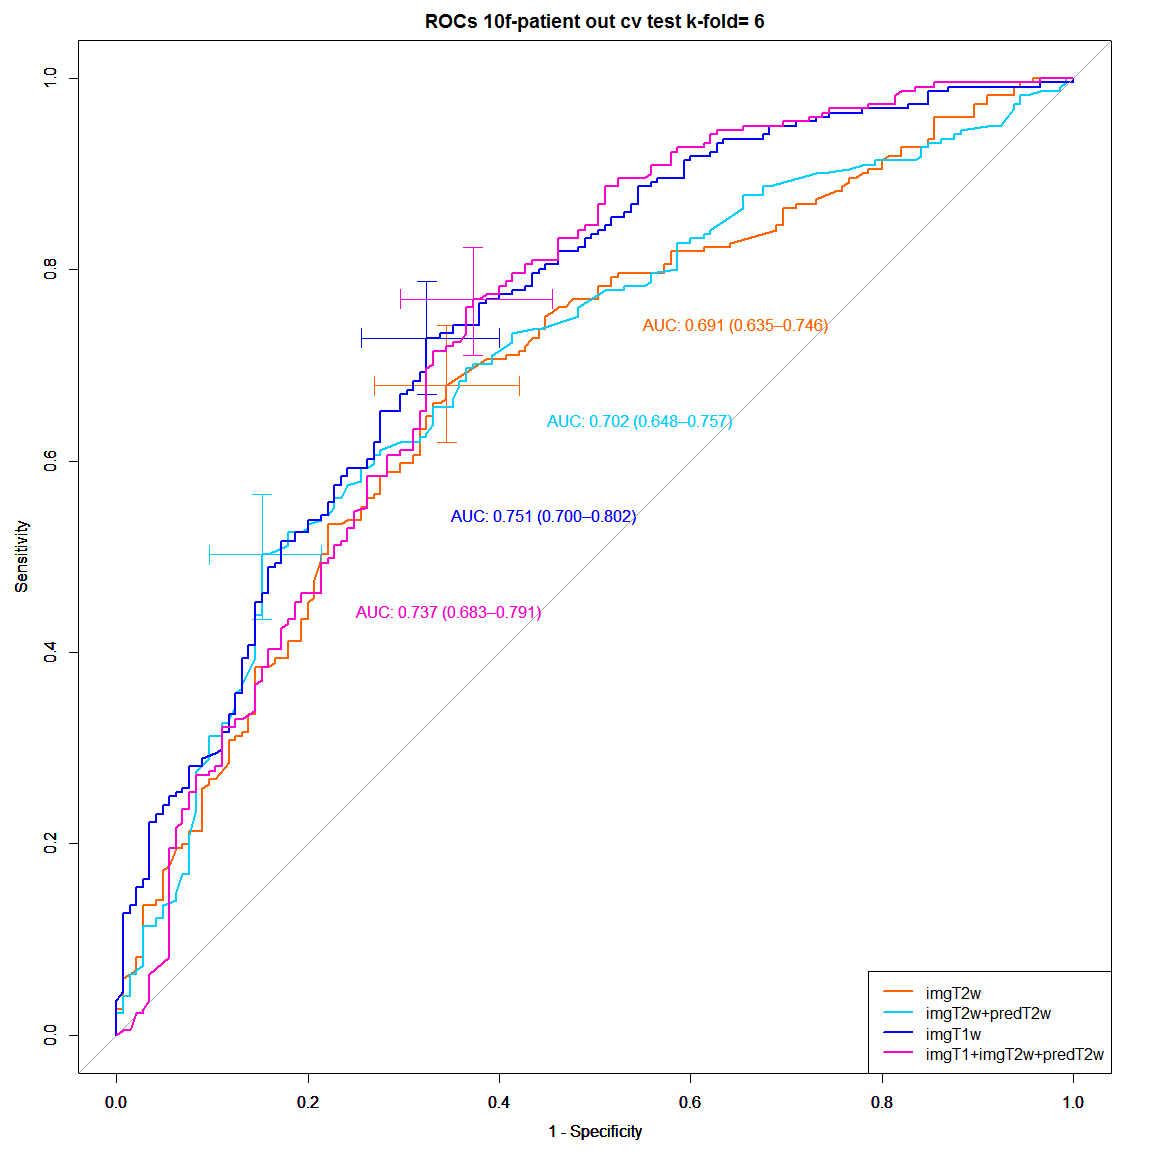 ROCs 10f-patient out cv test k-fold= 6
1.0
0.8
0.6
0.4
0.2
0.0
Sensitivity
AUC: 0.691 (0.635–0.746)
AUC: 0.702 (0.648–0.757)
AUC: 0.751 (0.700–0.802)
AUC: 0.737 (0.683–0.791)
imgT2w
imgT2w+predT2w
imgT1w
imgT1+imgT2w+predT2w
0.0 0.2 0.4 0.6 0.8 1.0
1 - Specificity